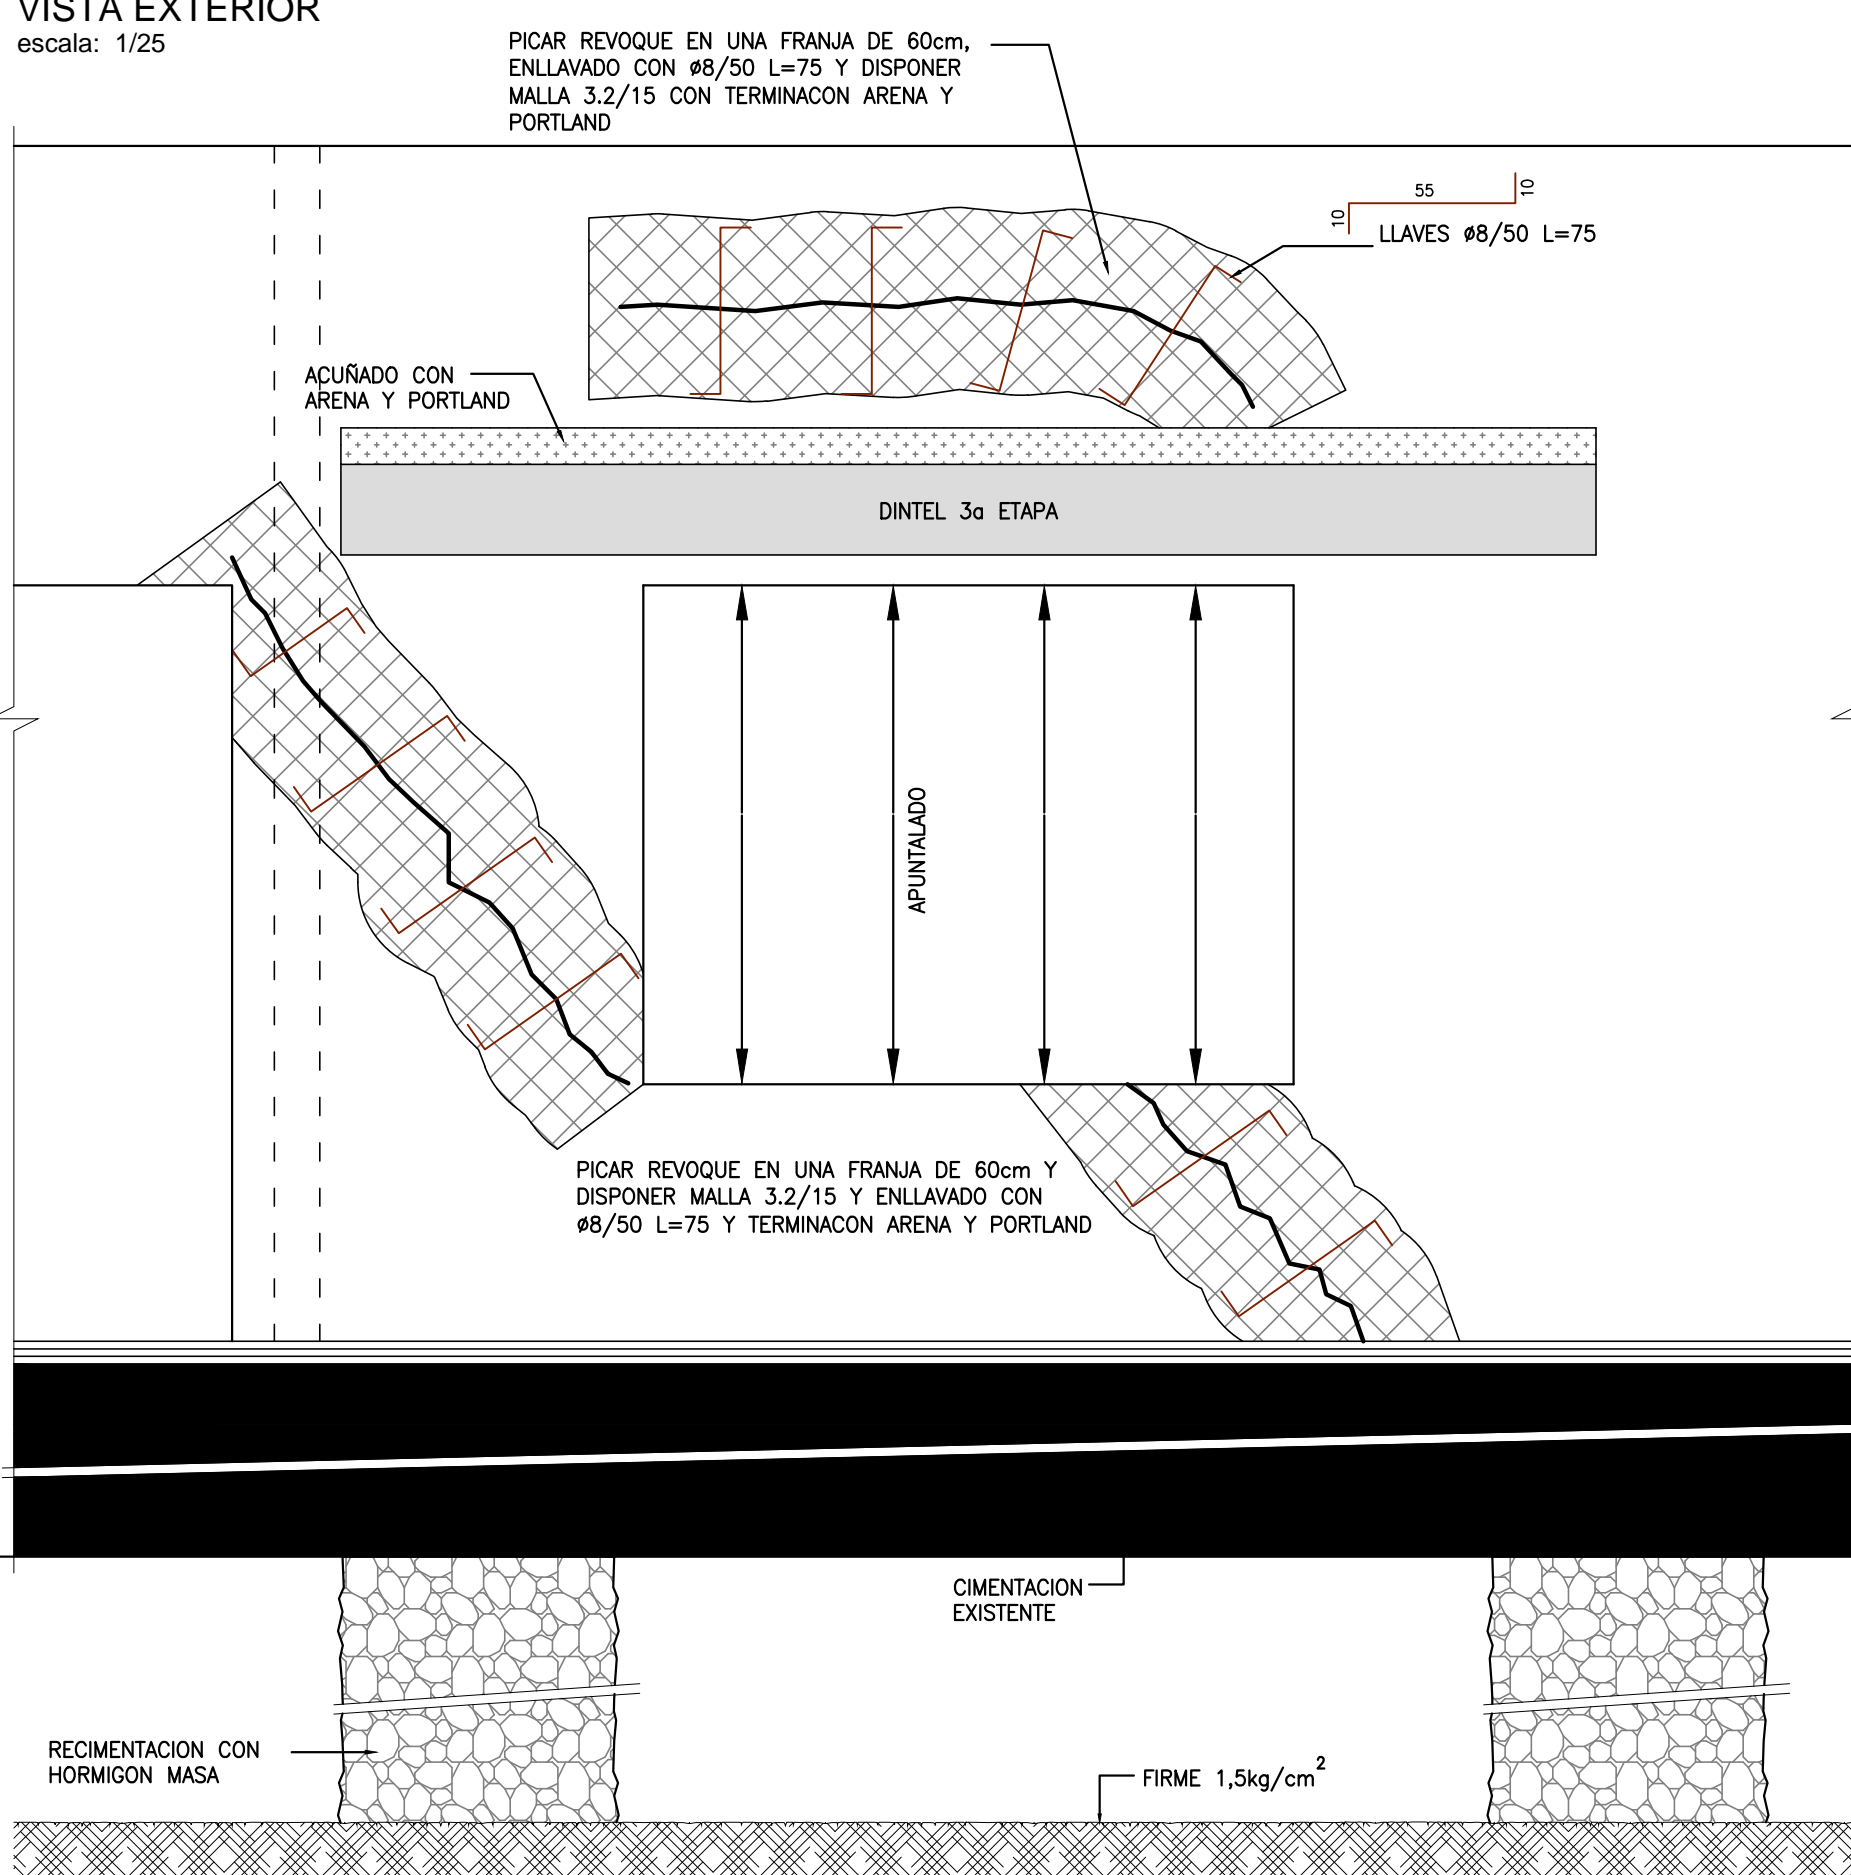 VISTA EXTERIOR
escala: 1/25
PICAR REVOQUE EN UNA FRANJA DE 60cm,
ENLLAVADO CON ø8/50 L=75 Y DISPONER
MALLA 3.2/15 CON TERMINACON ARENA Y
PORTLAND
55
10
10
LLAVES ø8/50 L=75
ACUÑADO CON
ARENA Y PORTLAND
DINTEL 3a ETAPA
APUNTALADO
PICAR REVOQUE EN UNA FRANJA DE 60cm Y
DISPONER MALLA 3.2/15 Y ENLLAVADO CON
ø8/50 L=75 Y TERMINACON ARENA Y PORTLAND
CIMENTACION
EXISTENTE
RECIMENTACION CON
HORMIGON MASA
FIRME 1,5kg/cm²